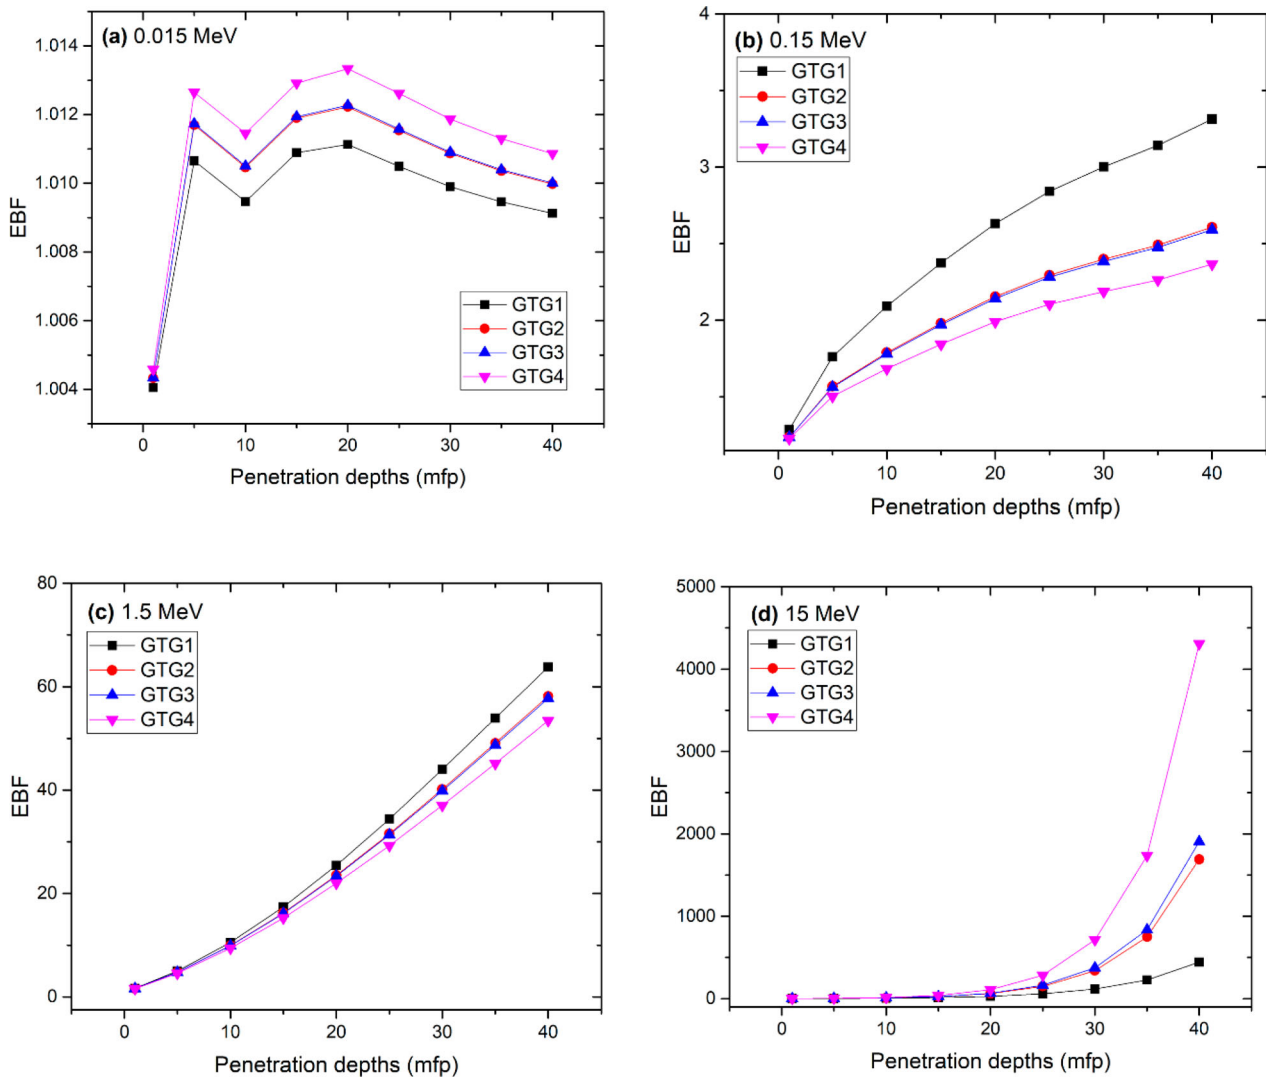 (a) 0.015 MeV
EBF
1.014
1.012
1.010
1.008
1.006
1.004
GTG1
GTG2
GTG3
GTG4
0 10 20 30 40
Penetration depths (mfp)
(b) 0.15 MeV
GTG1
GTG2
GTG3
GTG4
EBF
4
3
2
0 10 20 30 40
Penetration depths (mfp)
(c) 1.5 MeV
GTG1
GTG2
GTG3
GTG4
EBF
80
60
40
20
0
0 10 20 30 40
Penetration depths (mfp)
(d) 15 MeV
GTG1
GTG2
GTG3
GTG4
EBF
5000
4000
3000
2000
1000
0
0 10 20 30 40
Penetration depths (mfp)